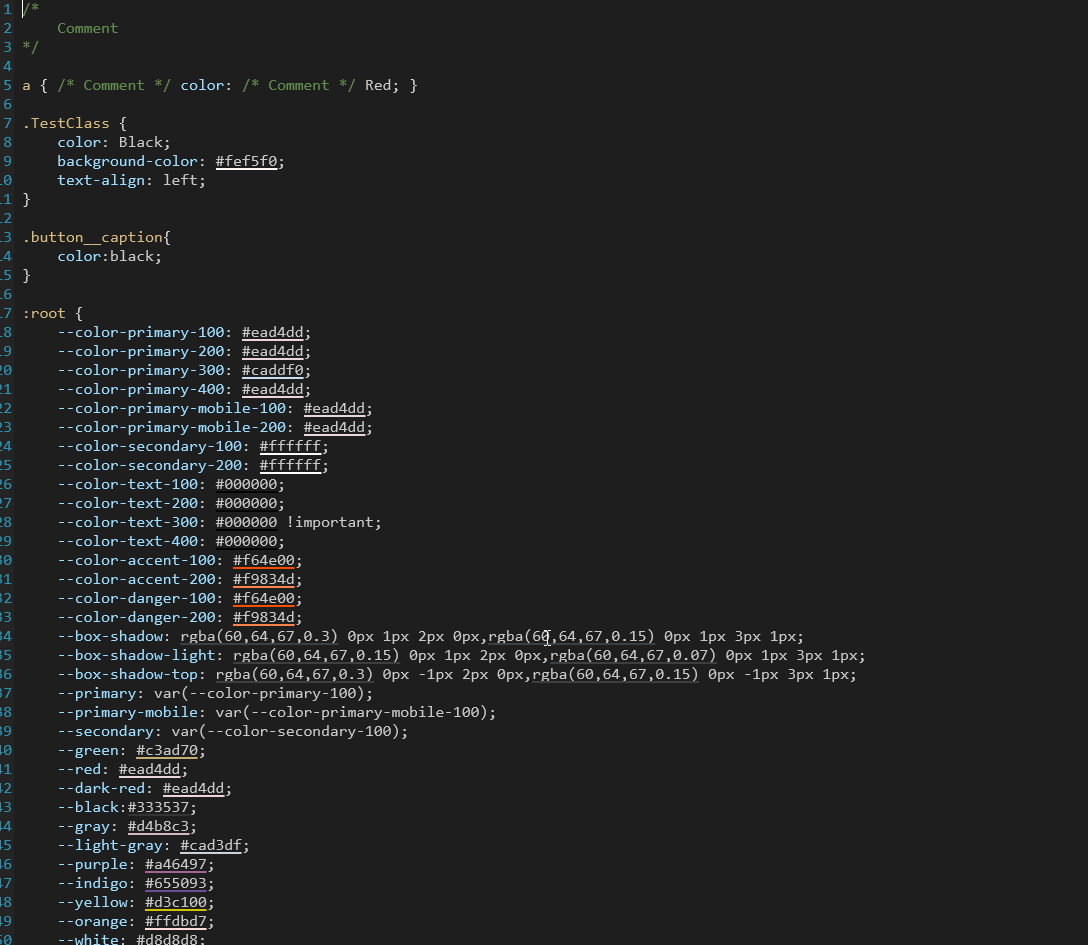 1 /*
2 Comment
3 */
4
5 a { /* Comment */ color: /* Comment */ Red; }
6
7 .TestClass {
8 color: Black;
9 background-color: #fef5f0;
10 text-align: left;
11 }
12
13 .button__caption{
14 color:black;
15 }
16
17 :root {
18 --color-primary-100: #ead4dd;
19 --color-primary-200: #ead4dd;
20 --color-primary-300: #caddf0;
21 --color-primary-400: #ead4dd;
22 --color-primary-mobile-100: #ead4dd;
23 --color-primary-mobile-200: #ead4dd;
24 --color-secondary-100: #ffffff;
25 --color-secondary-200: #ffffff;
26 --color-text-100: #000000;
27 --color-text-200: #000000;
28 --color-text-300: #000000 !important;
29 --color-text-400: #000000;
30 --color-accent-100: #f64e00;
31 --color-accent-200: #f9834d;
32 --color-danger-100: #f64e00;
33 --color-danger-200: #f9834d;
34 --box-shadow: rgba(60,64,67,0.3) 0px 1px 2px 0px,rgba(60,64,67,0.15) 0px 1px 3px 1px;
35 --box-shadow-light: rgba(60,64,67,0.15) 0px 1px 2px 0px,rgba(60,64,67,0.07) 0px 1px 3px 1px;
36 --box-shadow-top: rgba(60,64,67,0.3) 0px -1px 2px 0px,rgba(60,64,67,0.15) 0px -1px 3px 1px;
37 --primary: var(--color-primary-100);
38 --primary-mobile: var(--color-primary-mobile-100);
39 --secondary: var(--color-secondary-100);
40 --green: #c3ad70;
41 --red: #ead4dd;
42 --dark-red: #ead4dd;
43 --black:#333537;
44 --gray: #d4b8c3;
45 --light-gray: #cad3df;
46 --purple: #a46497;
47 --indigo: #655093;
48 --yellow: #d3c100;
49 --orange: #ffdbd7;
50 --white: #d8d8d8;